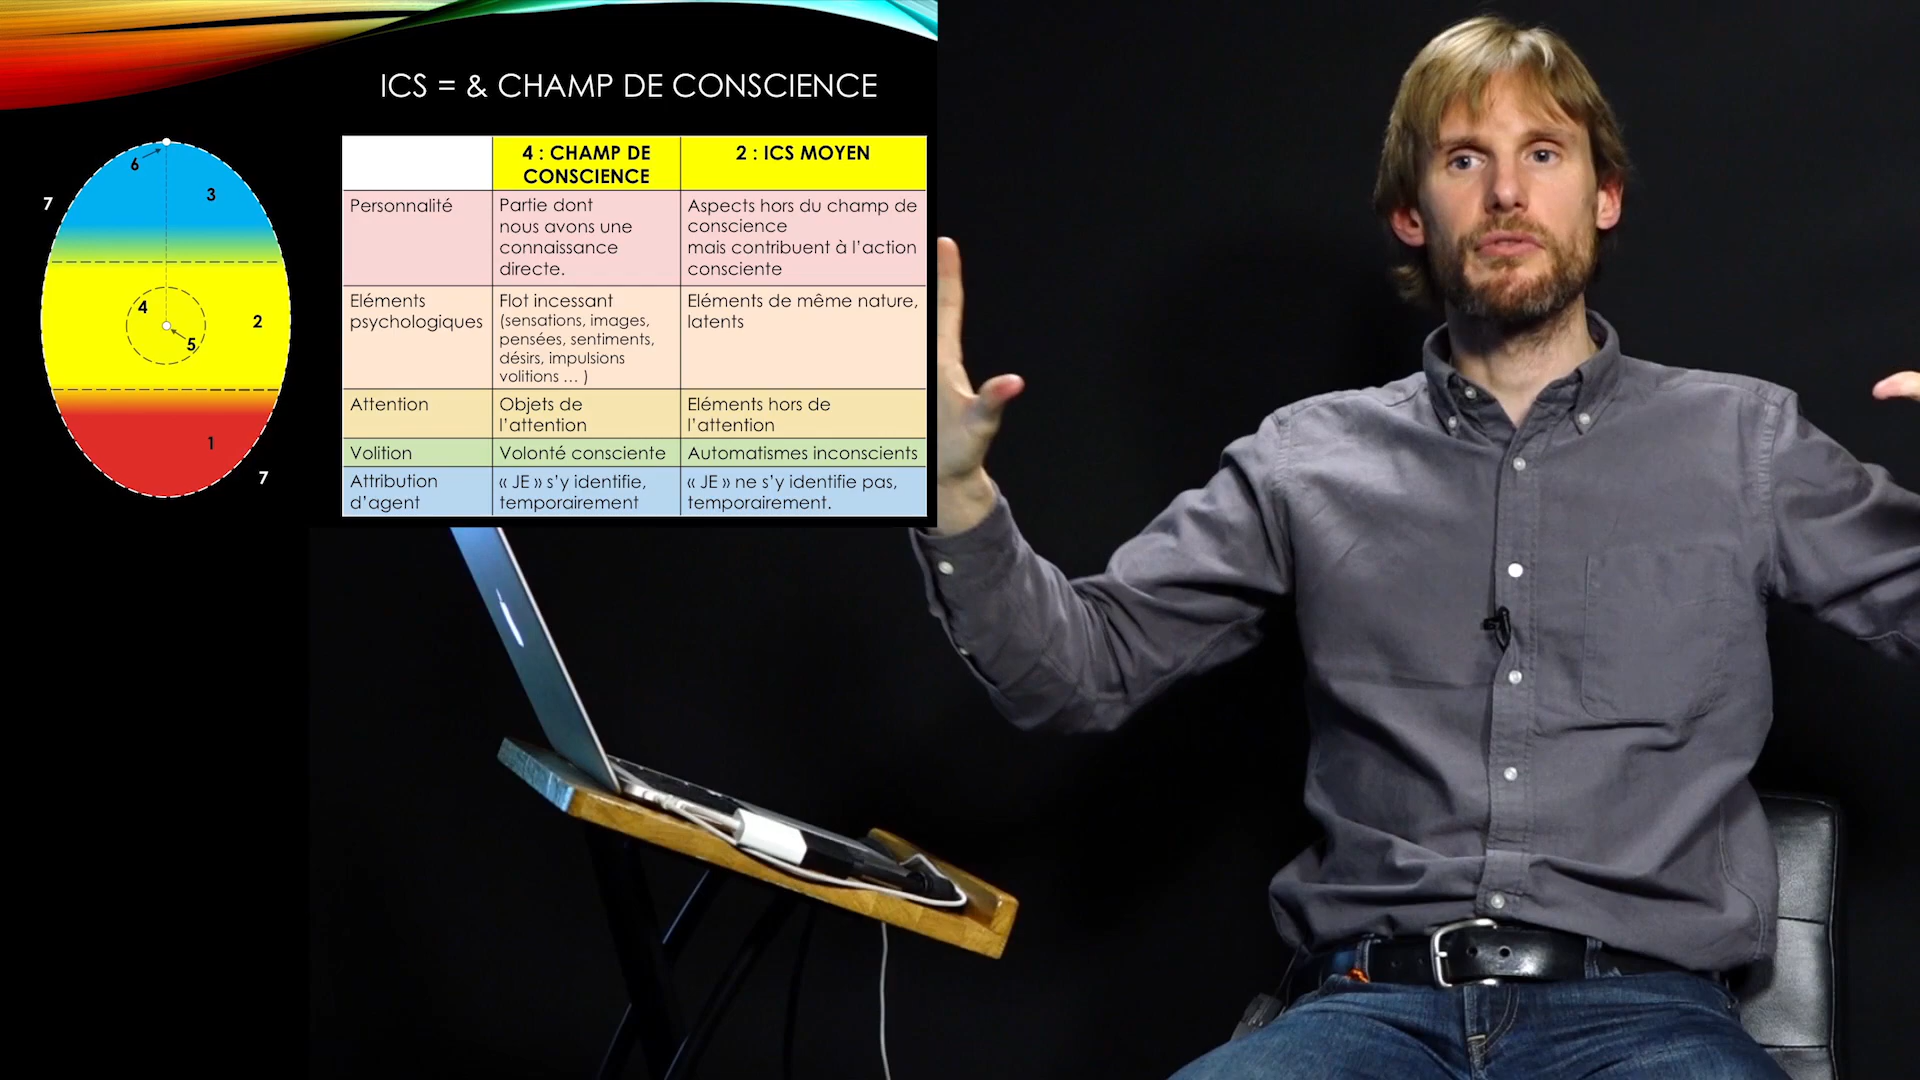 ICS = & CHAMP DE CONSCIENCE
6
3
7
4
2
5
1
7
4 : CHAMP DE
CONSCIENCE
2 : ICS MOYEN
Personnalité
Partie dont
nous avons une
connaissance
directe.
Aspects hors du champ de
conscience
mais contribuent à l'action
consciente
Eléments
psychologiques
Flot incessant
(sensations, images,
pensées, sentiments,
désirs, impulsions
volitions … )
Eléments de même nature,
latents
Attention
Objets de
l'attention
Eléments hors de
l'attention
Volition
Volonté consciente
Automatismes inconscients
Attribution
d'agent
« JE » s'y identifie,
temporairement
« JE » ne s'y identifie pas,
temporairement.